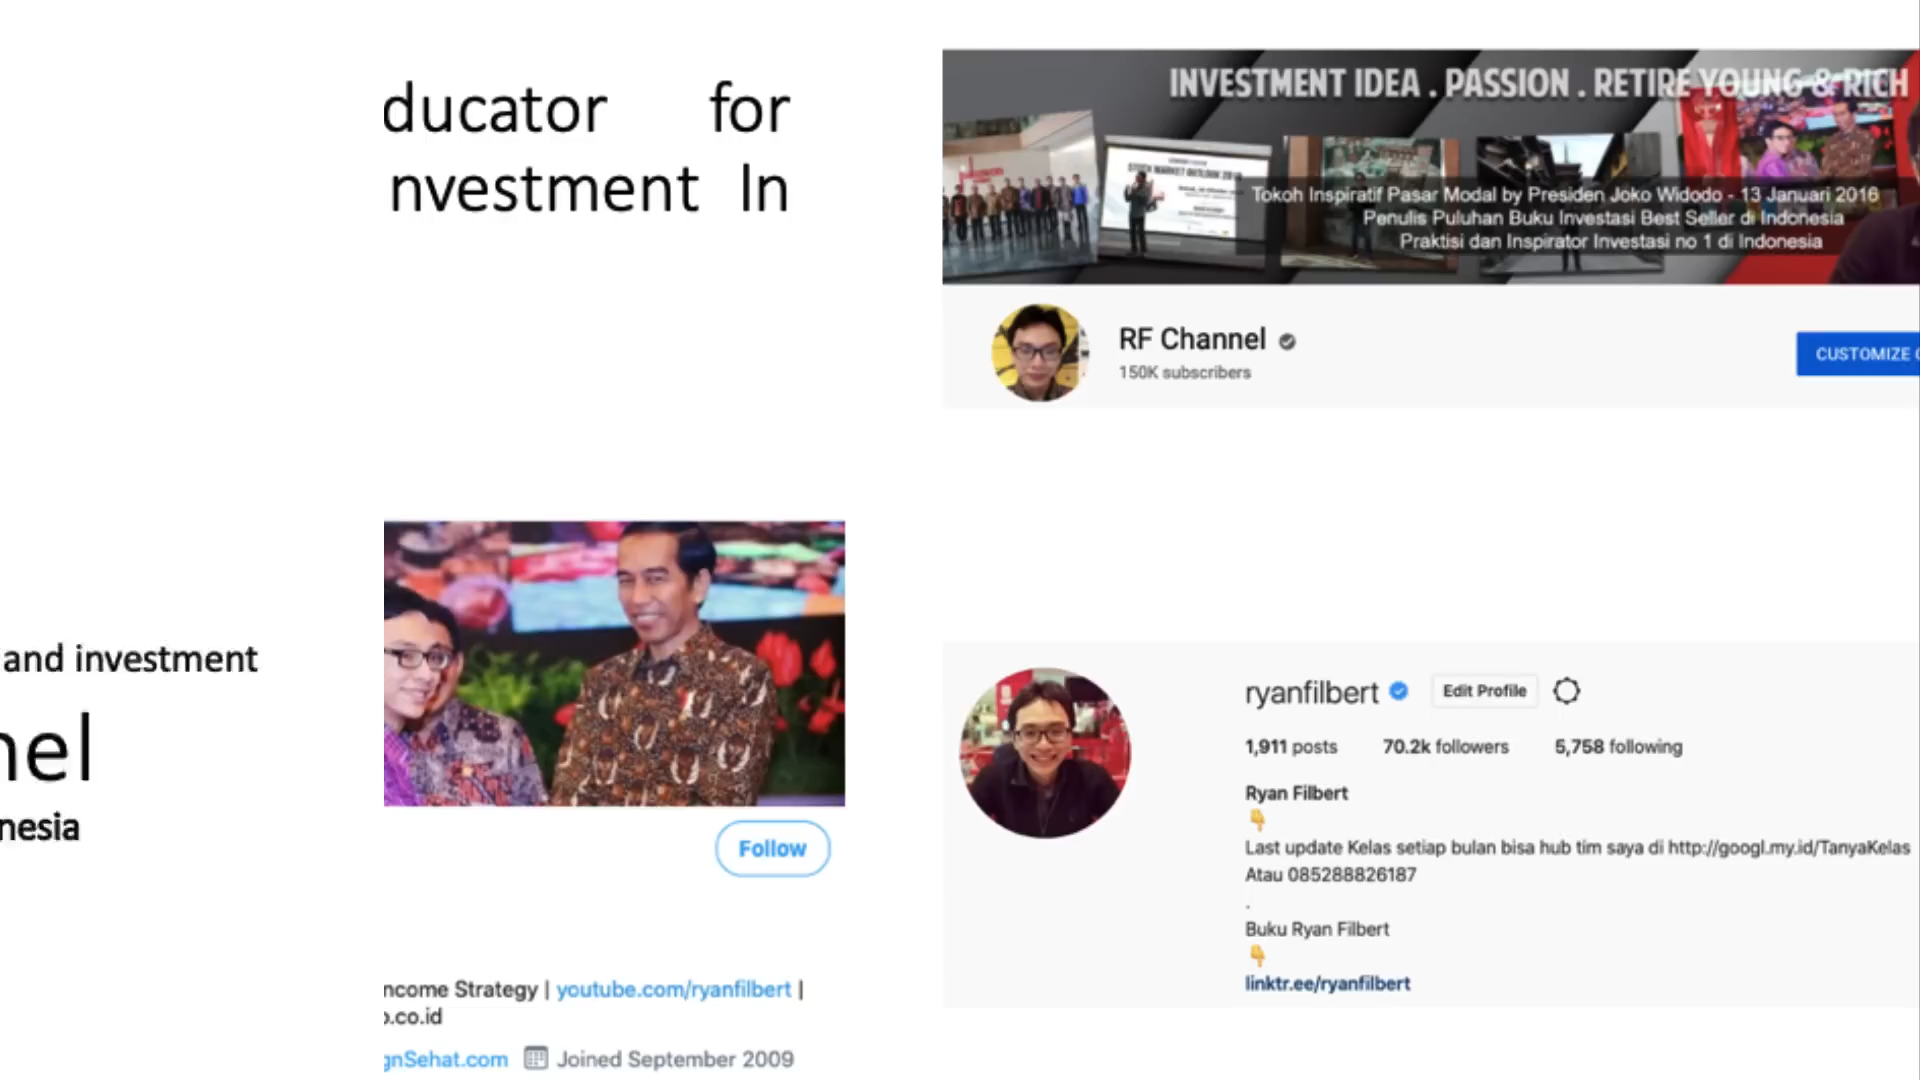 ducator for
nvestment In
and investment
nel
nesia
Follow
ncome Strategy | youtube.com/ryanfilbert |
o.co.id
gnSehat.com Joined September 2009
INVESTMENT IDEA . PASSION . RETIRE YOUNG & RICH
STOCK MARKET OUTLOOK
Tokoh Inspiratif Pasar Modal by Presiden Joko Widodo - 13 Januari 2016
Penulis Puluhan Buku Investasi Best Seller di Indonesia
Praktisi dan Inspirator Investasi no 1 di Indonesia
RF Channel
150K subscribers
CUSTOMIZE
ryanfilbert Edit Profile
1,911 posts 70.2k followers 5,758 following
Ryan Filbert
Last update Kelas setiap bulan bisa hub tim saya di http://googl.my.id/TanyaKelas
Atau 085288826187
.
Buku Ryan Filbert
linktr.ee/ryanfilbert